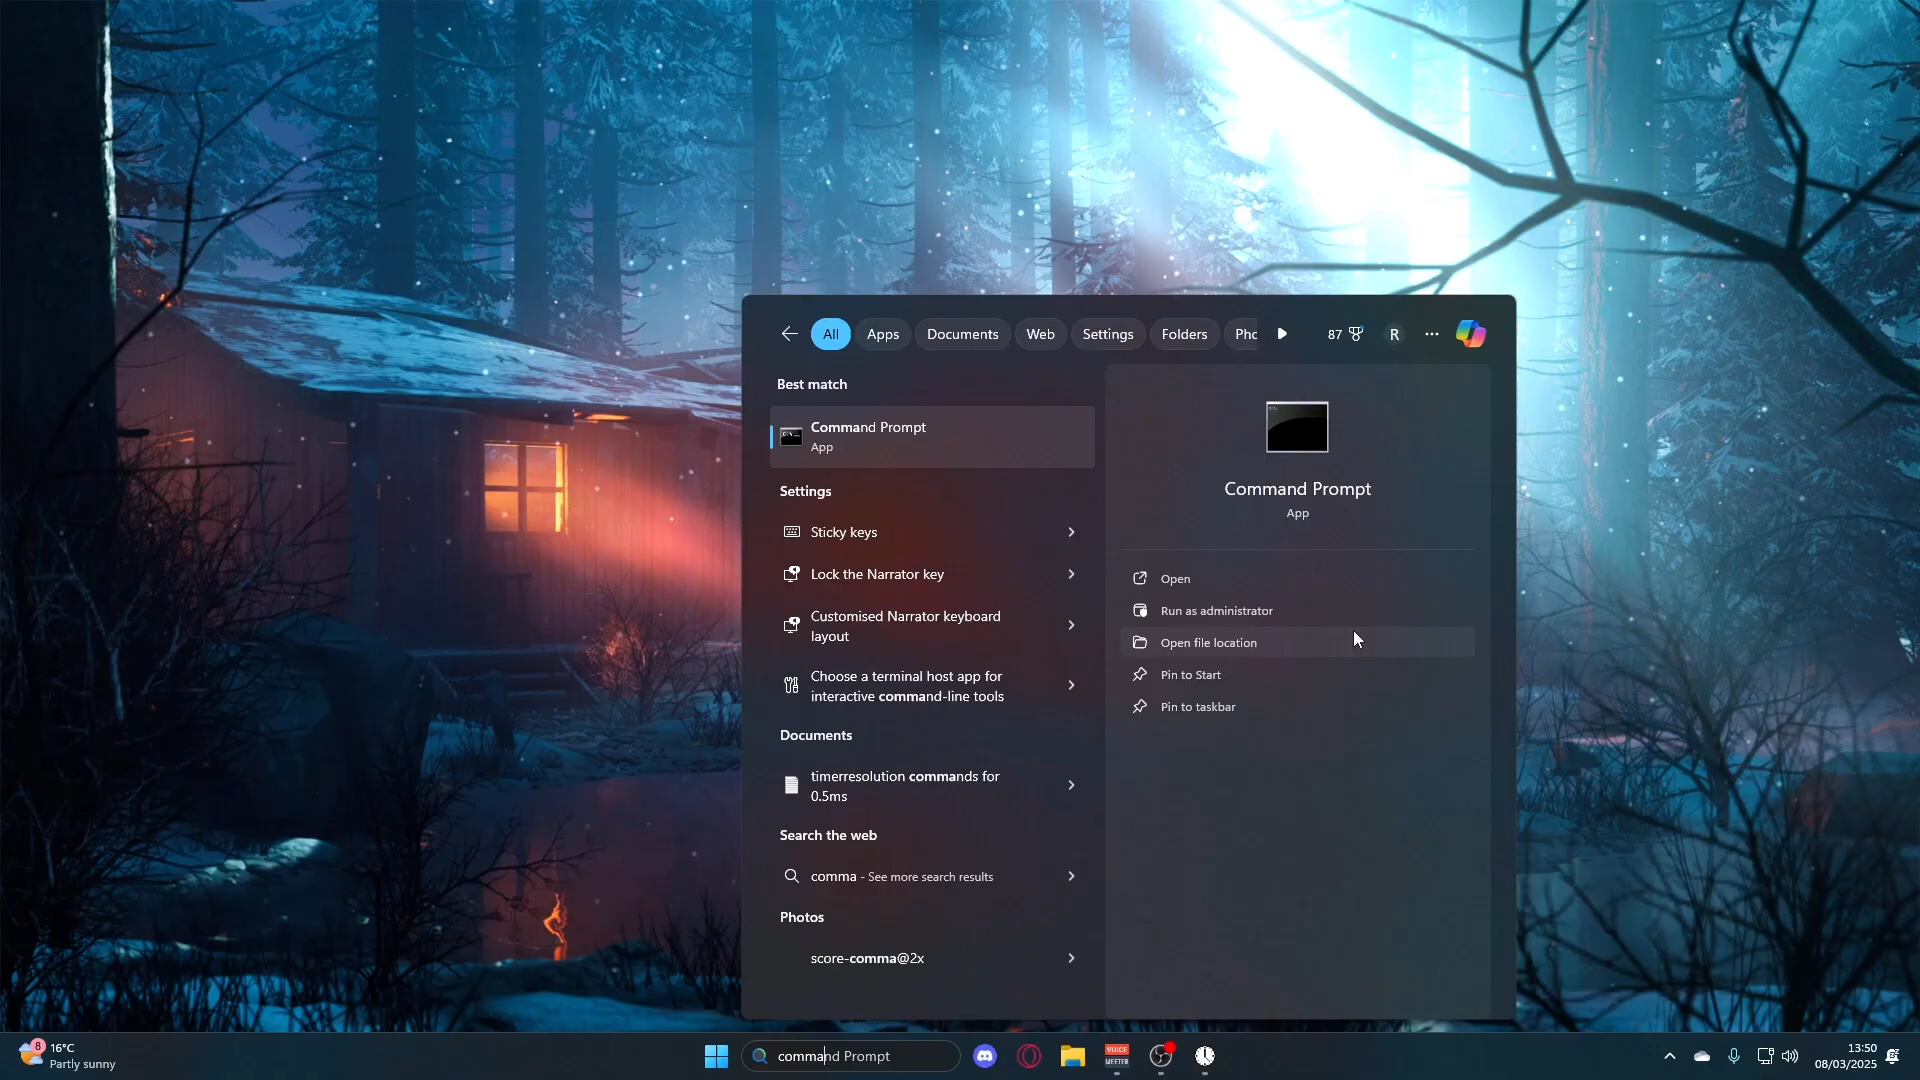 All
Apps
Documents
Web
Settings
Folders
Pho
87
R
Best match
Command Prompt
App
Settings
Sticky keys
Lock the Narrator key
Customised Narrator keyboard
layout
Choose a terminal host app for
interactive command-line tools
Documents
timerresolution commands for
0.5ms
Search the web
comma - See more search results
Photos
score-comma@2x
Command Prompt
App
Open
Run as administrator
Open file location
Pin to Start
Pin to taskbar
8
16°C
Partly sunny
command Prompt
VOICE
MEETER
13:50
08/03/2025